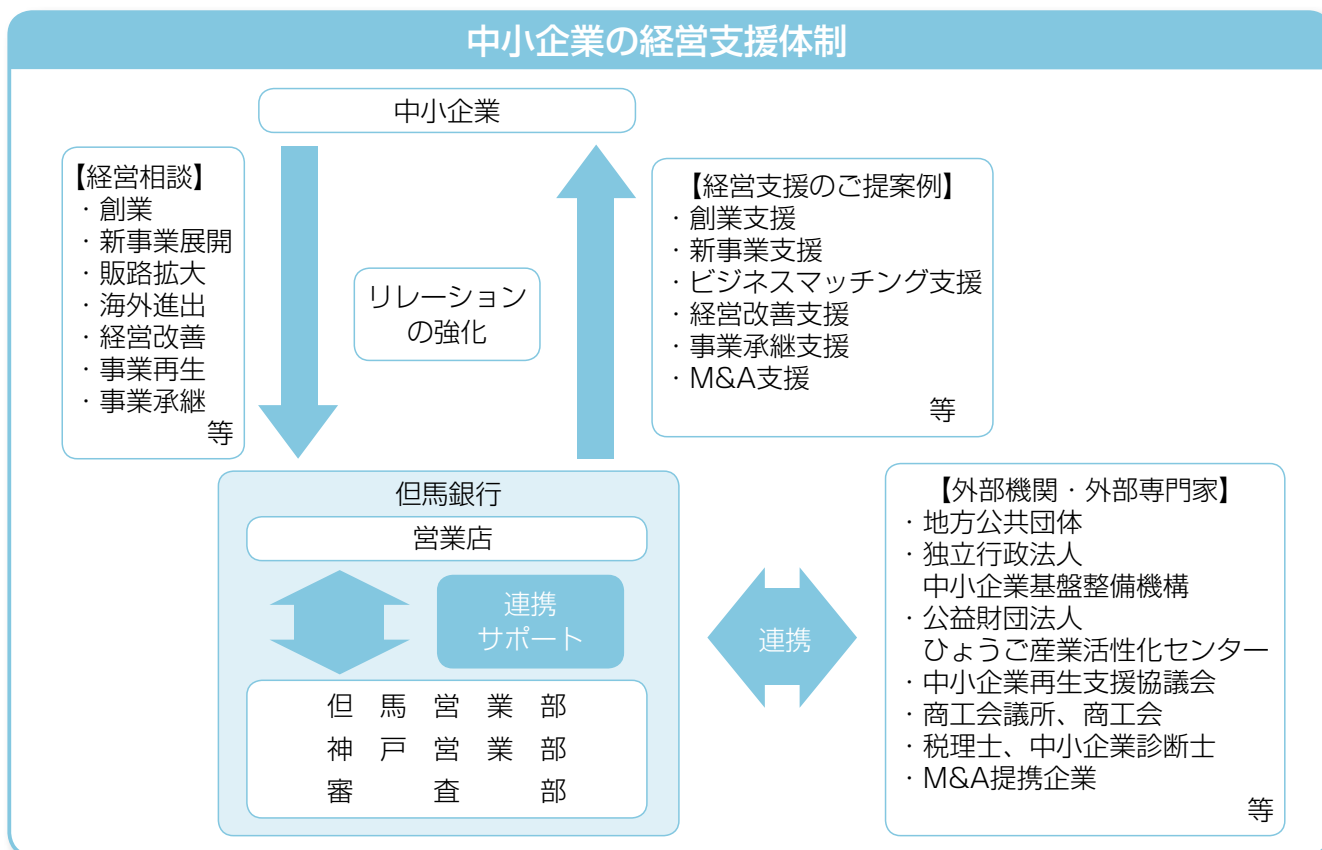 中小企業の経営支援体制
中小企業
【経営相談】
・創業
・新事業展開
・販路拡大
・海外進出
・経営改善
・事業再生
・事業承継
等
リレーション
の強化
【経営支援のご提案例】
・創業支援
・新事業支援
・ビジネスマッチング支援
・経営改善支援
・事業承継支援
・M&A支援
等
但馬銀行
営業店
連携
サポート
但馬営業部
神戸営業部
審査部
連携
【外部機関・外部専門家】
・地方公共団体
・独立行政法人
中小企業基盤整備機構
・公益財団法人
ひょうご産業活性化センター
・中小企業再生支援協議会
・商工会議所、商工会
・税理士、中小企業診断士
・M&A提携企業
等